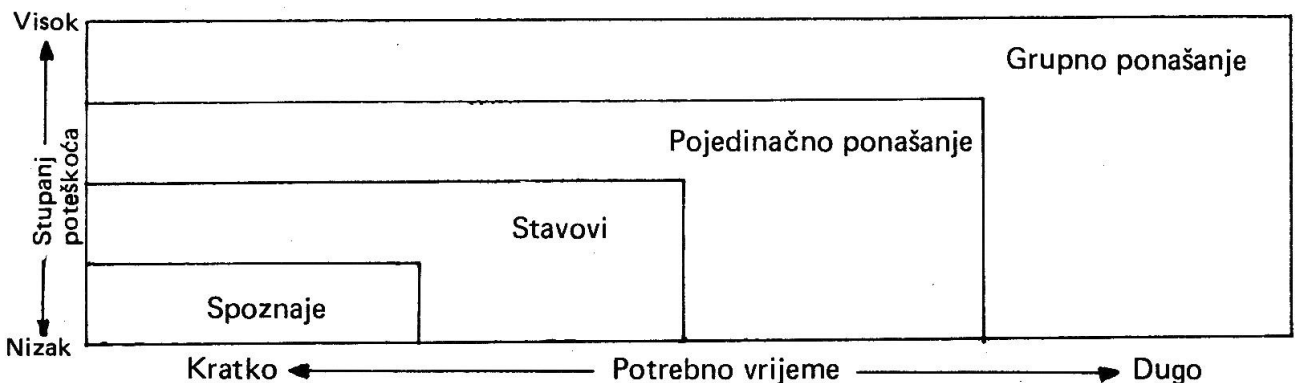 Visok
Grupno ponašanje
Pojedinačno ponašanje
Stupanj
poteškoća
Stavovi
Spoznaje
Nizak
Kratko Potrebno vrijeme Dugo